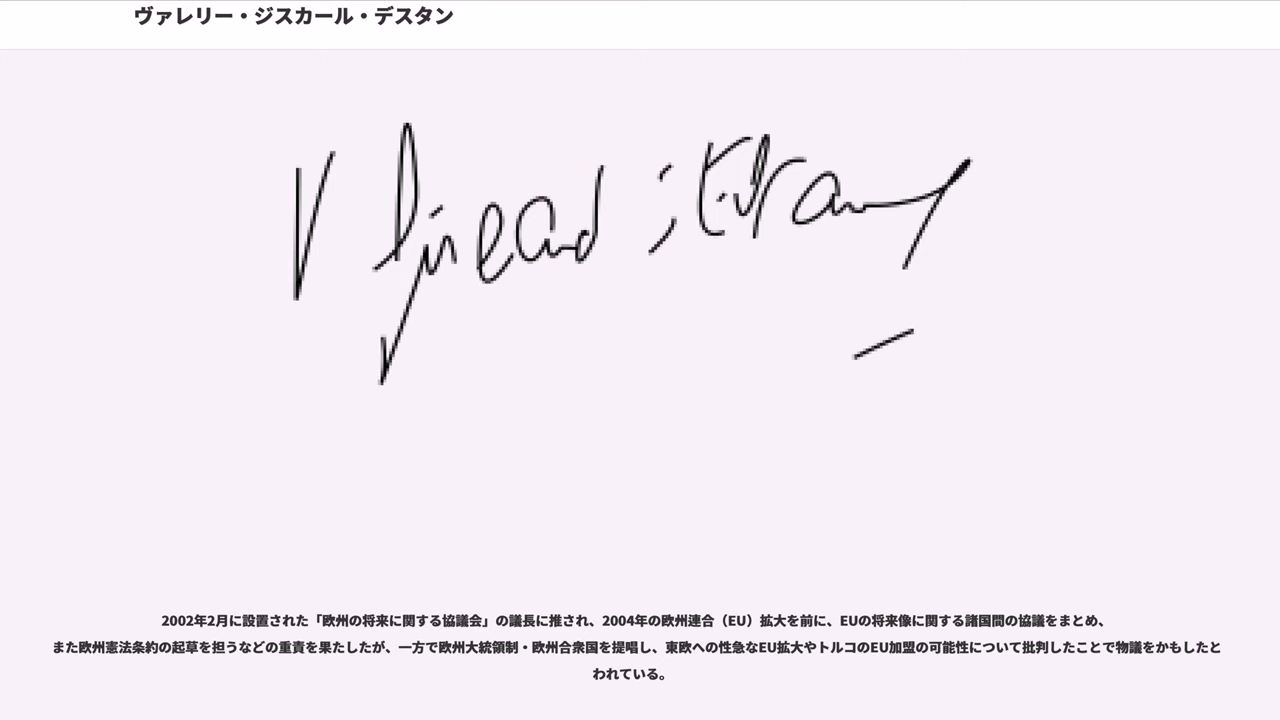 ヴァレリー・ジスカール・デスタン
2002年2月に設置された「欧州の将来に関する協議会」の議長に推され、2004年の欧州連合（EU）拡大を前に、EUの将来像に関する諸国間の協議をまとめ、
また欧州憲法条約の起草を担うなどの重責を果たしたが、一方で欧州大統領制・欧州合衆国を提唱し、東欧への性急なEU拡大やトルコのEU加盟の可能性について批判したことで物議をかもしたと
われている。